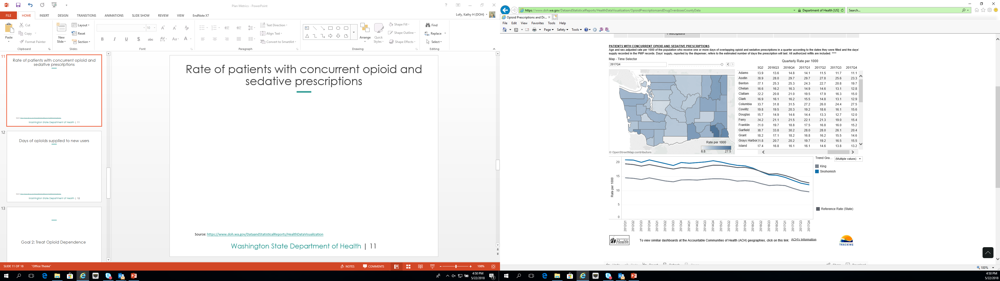 Plan Metrics - PowerPoint
FILE HOME INSERT DESIGN TRANSITIONS ANIMATIONS SLIDE SHOW REVIEW VIEW EndNote X7
Lofy, Kathy H (DOH)
Cut
Copy
Format Painter
Paste
Clipboard
New
Slide
Layout
Reset
Section
Slides
10
Font
Text Direction
Align Text
Convert to SmartArt
Paragraph
Arrange
Quick
Styles
Shape Fill
Shape Outline
Shape Effects
Drawing
Find
Replace
Select
Editing
11
Rate of patients with concurrent opioid and
sedative prescriptions
Washington State Department of Health | 11
12
Days of opioids supplied to new users
Washington State Department of Health | 12
13
Goal 2: Treat Opioid Dependence
Rate of patients with concurrent opioid and
sedative prescriptions
Source: https://www.doh.wa.gov/DataandStatisticalReports/HealthDataVisualization
Washington State Department of Health | 11
SLIDE 11 OF 18 "Office Theme"
NOTES COMMENTS 108%
4:50 PM
5/22/2018
https://www.doh.wa.gov/DataandStatisticalReports/HealthDataVisualization/OpioidPrescriptionsandDrugOverdosesCountyData
Department of Health [US]
Search...
Opioid Prescriptions and Dr...
File Edit View Favorites Tools Help
Page Safety Tools
Prescriptions
PATIENTS WITH CONCURRENT OPIOID AND SEDATIVE PRESCRIPTIONS
Age and sex-adjusted rate per 1000 of the population who receive one or more days of overlapping opioid and sedative prescriptions in a quarter according to the dates they were filled and the days'
supply recorded in the PMP records. Days' supply, reported by the dispenser, refers to the estimated number of days the prescription will last. All authorized refills are included. ****
Map - Time Selector
2017Q4
Quarterly Rate per 1000
6Q2 2016Q3 2016Q4 2017Q1 2017Q2 2017Q3 2017Q4
Adams 13.9 13.6 14.8 14.1 11.5 11.7 11.1
Asotin 28.9 28.0 29.7 29.7 27.8 25.6 23.3
Benton 27.1 25.3 25.3 24.3 22.7 20.8 19.7
Chelan 16.6 16.2 16.3 14.9 14.6 13.1 12.8
Clallam 22.2 20.8 21.0 19.5 17.9 16.3 15.0
Clark 16.9 16.1 16.2 15.5 14.8 13.1 12.9
Columbia 33.7 31.8 31.5 27.2 26.0 24.4 27.5
Cowlitz 19.8 19.5 20.3 19.2 18.6 16.1 15.6
Douglas 15.7 14.9 14.6 14.4 13.3 12.7 12.0
Ferry 24.2 21.1 21.5 22.1 21.3 19.0 15.4
Franklin 21.0 19.7 18.8 17.5 16.8 16.0 15.2
Garfield 38.7 33.8 30.2 28.0 28.0 26.1 20.4
Grant 18.2 17.1 18.2 16.8 16.2 15.5 14.6
Grays Harbor 21.8 20.7 20.2 19.7 19.2 16.5 15.5
Island 17.4 16.8 16.1 16.1 14.6 13.8 13.2
Rate per 1000
6.8 27.5
© OpenStreetMap contributors
Trend Gra... (Multiple values)
King
Snohomish
Reference Rate (State)
Rate per 1000
20
15
10
5
0
2012Q1 2012Q2 2012Q3 2012Q4 2013Q1 2013Q2 2013Q3 2013Q4 2014Q1 2014Q2 2014Q3 2014Q4 2015Q1 2015Q2 2015Q3 2015Q4 2016Q1 2016Q2 2016Q3 2016Q4 2017Q1 2017Q2 2017Q3 2017Q4
Health
To view similiar dashboards at the Accountable Communities of Health (ACH) geographies, click on this link: ACH's Information
TRACKING
100%
4:50 PM
5/22/2018